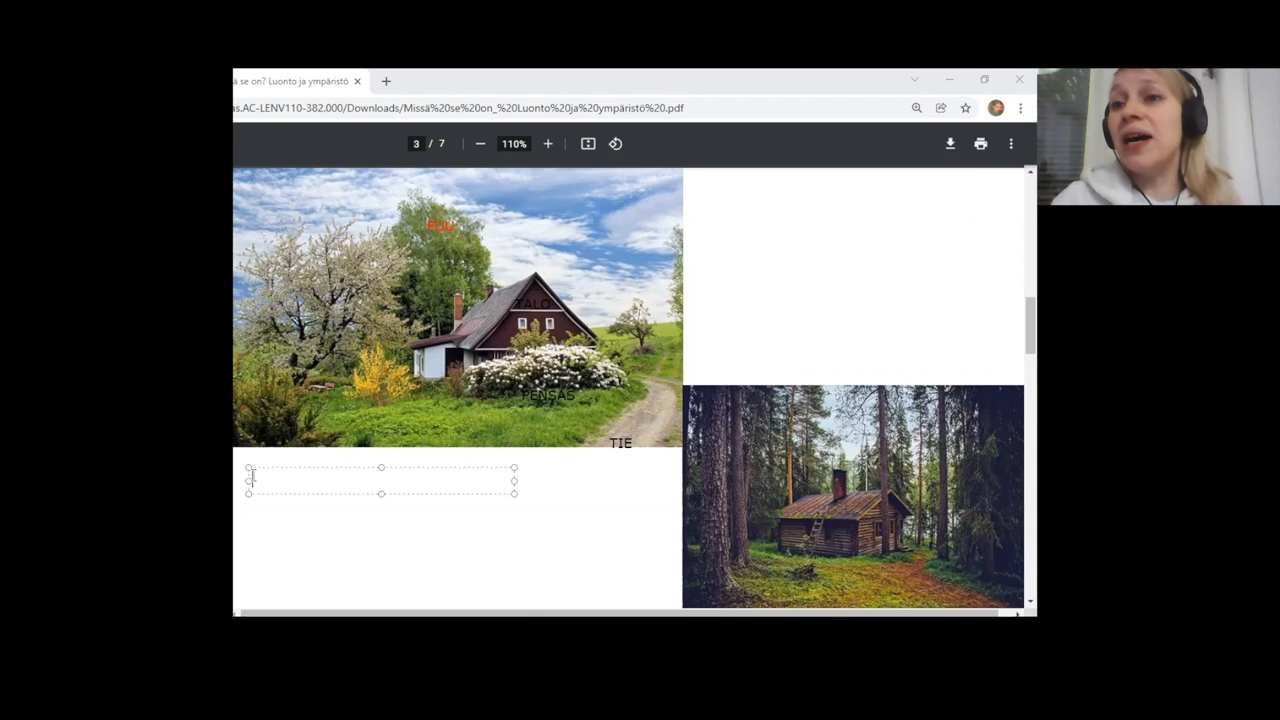 ä se on? Luonto ja ympäristö
as.AC-LENV110-382.000/Downloads/Missä%20se%20on_%20Luonto%20ja%20ympäristö%20.pdf
3 / 7
110%
PUU
TALO
PENSAS
TIE